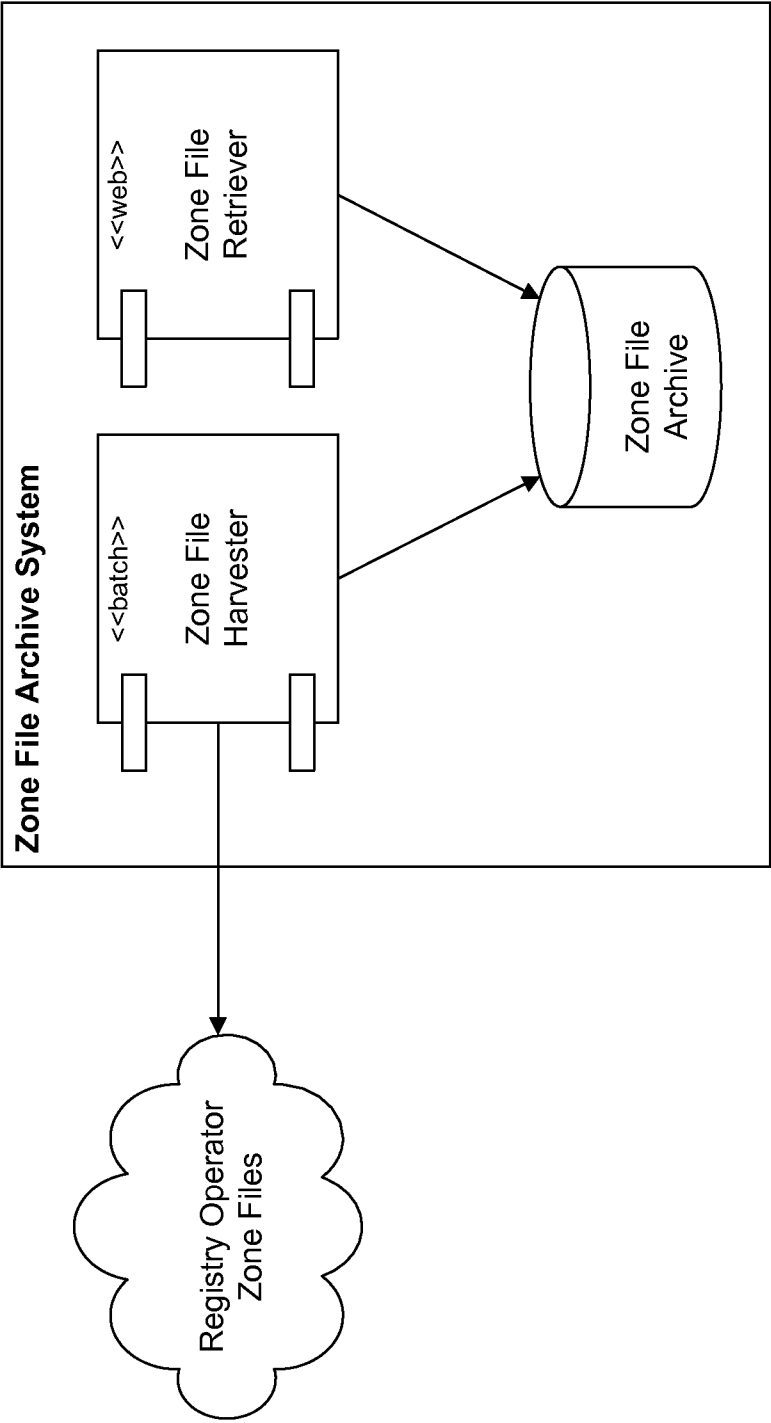 Zone File Archive System
Registry Operator
Zone Files
<<batch>>
Zone File
Harvester
<<web>>
Zone File
Retriever
Zone File
Archive